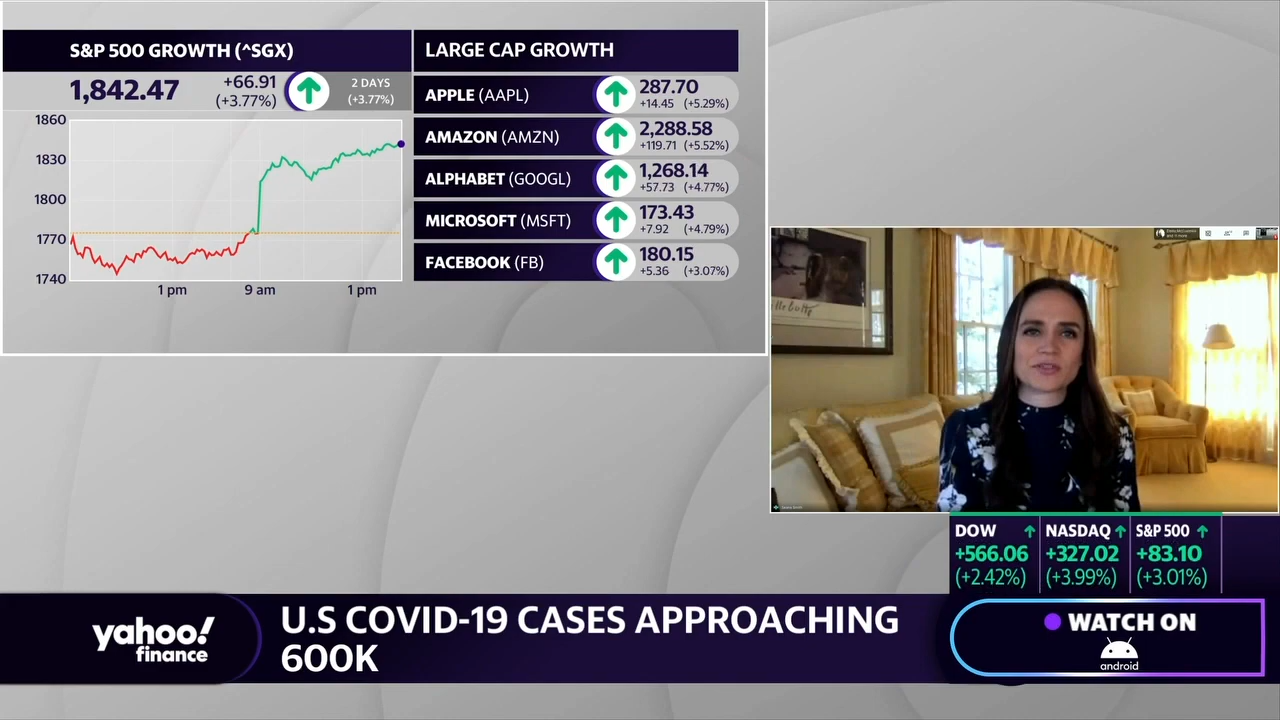 S&P 500 GROWTH (^SGX)
1,842.47
+66.91
(+3.77%)
2 DAYS
(+3.77%)
1860
1830
1800
1770
1740
1 pm
9 am
1 pm
LARGE CAP GROWTH
APPLE (AAPL)
287.70
+14.45 (+5.29%)
AMAZON (AMZN)
2,288.58
+119.71 (+5.52%)
ALPHABET (GOOGL)
1,268.14
+57.73 (+4.77%)
MICROSOFT (MSFT)
173.43
+7.92 (+4.79%)
FACEBOOK (FB)
180.15
+5.36 (+3.07%)
DOW
+566.06
(+2.42%)
NASDAQ
+327.02
(+3.99%)
S&P 500
+83.10
(+3.01%)
yahoo!
finance
U.S COVID-19 CASES APPROACHING
600K
WATCH ON
android